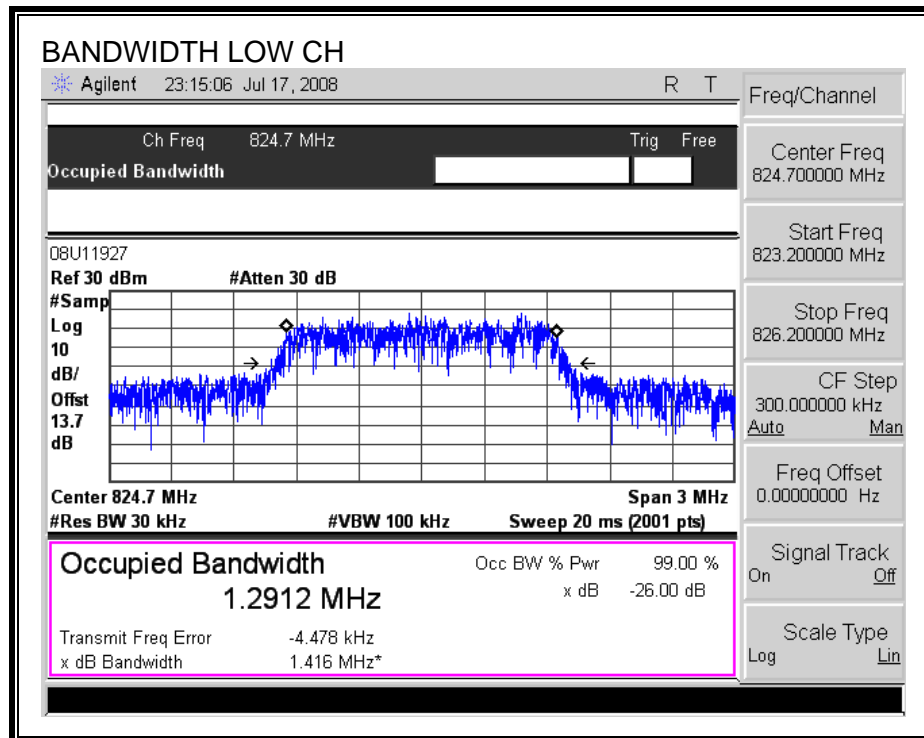 BANDWIDTH LOW CH
Agilent 23:15:06 Jul 17, 2008 R T
Ch Freq 824.7 MHz Trig Free
Occupied Bandwidth
08U11927
Ref 30 dBm #Atten 30 dB
#Samp
Log
10
dB/
Offst
13.7
dB
Center 824.7 MHz Span 3 MHz
#Res BW 30 kHz #VBW 100 kHz Sweep 20 ms (2001 pts)
Occupied Bandwidth Occ BW % Pwr 99.00 %
1.2912 MHz x dB -26.00 dB
Transmit Freq Error -4.478 kHz
x dB Bandwidth 1.416 MHz*
Freq/Channel
Center Freq
824.700000 MHz
Start Freq
823.200000 MHz
Stop Freq
826.200000 MHz
CF Step
300.000000 kHz
Auto Man
Freq Offset
0.00000000 Hz
Signal Track
On Off
Scale Type
Log Lin